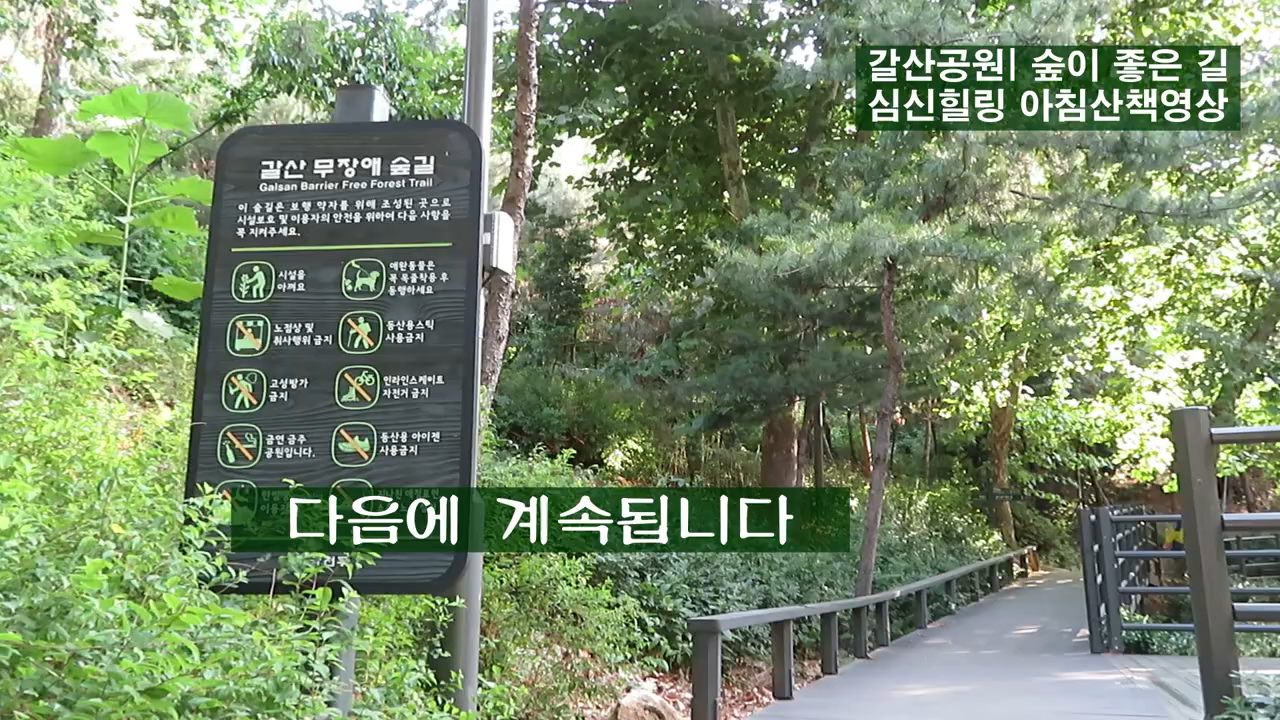 갈산공원| 숲이 좋은 길
심신힐링 아침산책영상
갈산 무장애 숲길
Galsan Barrier Free Forest Trail
이 숲길은 보행 약자를 위해 조성된 곳으로
시설보호 및 이용자의 안전을 위하여 다음 사항을
꼭 지켜주세요.
시설을
아껴요
애완동물은
꼭 목줄착용 후
동행하세요
노점상 및
취사행위 금지
등산용스틱
사용금지
고성방가
금지
인라인스케이트
자전거 금지
금연 금주
공원입니다.
등산용 아이젠
사용금지
다음에 계속됩니다